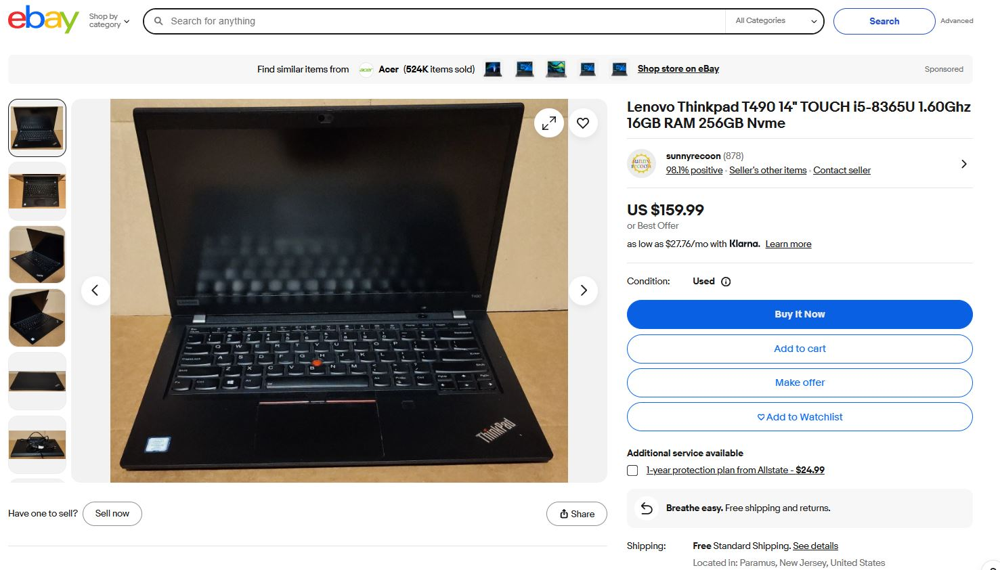 ebay
Shop by
category
Search for anything
All Categories
Search
Advanced
Find similar items from
acer
Acer (524K items sold)
Shop store on eBay
Sponsored
Lenovo Thinkpad T490 14" TOUCH i5-8365U 1.60Ghz
16GB RAM 256GB Nvme
sunny
recoon
sunnyrecoon (878)
98.1% positive · Seller's other items · Contact seller
US $159.99
or Best Offer
as low as $27.76/mo with Klarna. Learn more
Condition: Used
Buy It Now
Add to cart
Make offer
Add to Watchlist
Additional service available
1-year protection plan from Allstate - $24.99
Breathe easy. Free shipping and returns.
Shipping: Free Standard Shipping. See details
Located in: Paramus, New Jersey, United States
Lenovo
T490
Q W E R T Y U I O P
A S D F G H J K L
Z X C V B N M
ThinkPad
Have one to sell? Sell now
Share